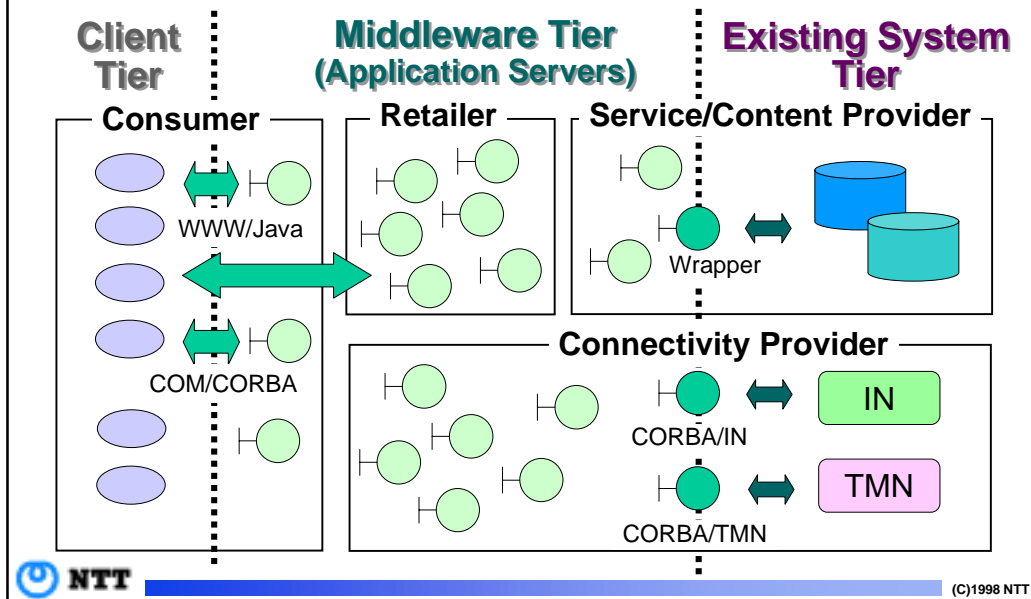 Client
Tier
Middleware Tier
(Application Servers)
Existing System
Tier
Consumer
Retailer
Service/Content Provider
WWW/Java
Wrapper
COM/CORBA
Connectivity Provider
CORBA/IN
IN
CORBA/TMN
TMN
NTT
(C)1998 NTT